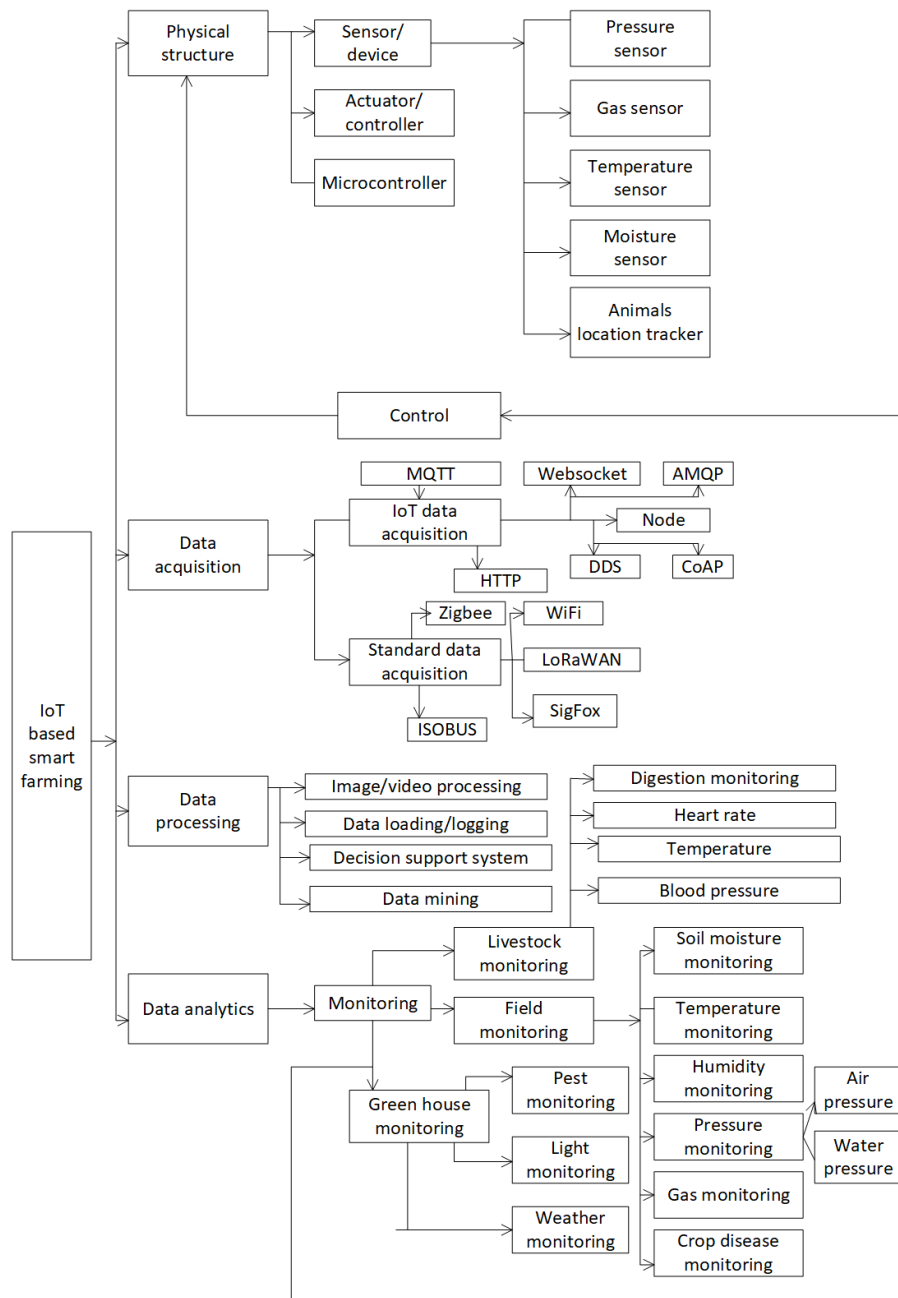 Physical
structure
Sensor/
device
Pressure
sensor
Actuator/
controller
Gas sensor
Microcontroller
Temperature
sensor
Moisture
sensor
Animals
location tracker
Control
MQTT
Websocket
AMQP
IoT data
acquisition
Node
Data
acquisition
HTTP
DDS
CoAP
Zigbee
WiFi
Standard data
acquisition
LoRaWAN
SigFox
ISOBUS
IoT
based
smart
farming
Data
processing
Image/video processing
Data loading/logging
Decision support system
Data mining
Digestion monitoring
Heart rate
Temperature
Blood pressure
Data analytics
Monitoring
Livestock
monitoring
Field
monitoring
Soil moisture
monitoring
Temperature
monitoring
Humidity
monitoring
Pressure
monitoring
Air
pressure
Water
pressure
Gas monitoring
Crop disease
monitoring
Green house
monitoring
Pest
monitoring
Light
monitoring
Weather
monitoring